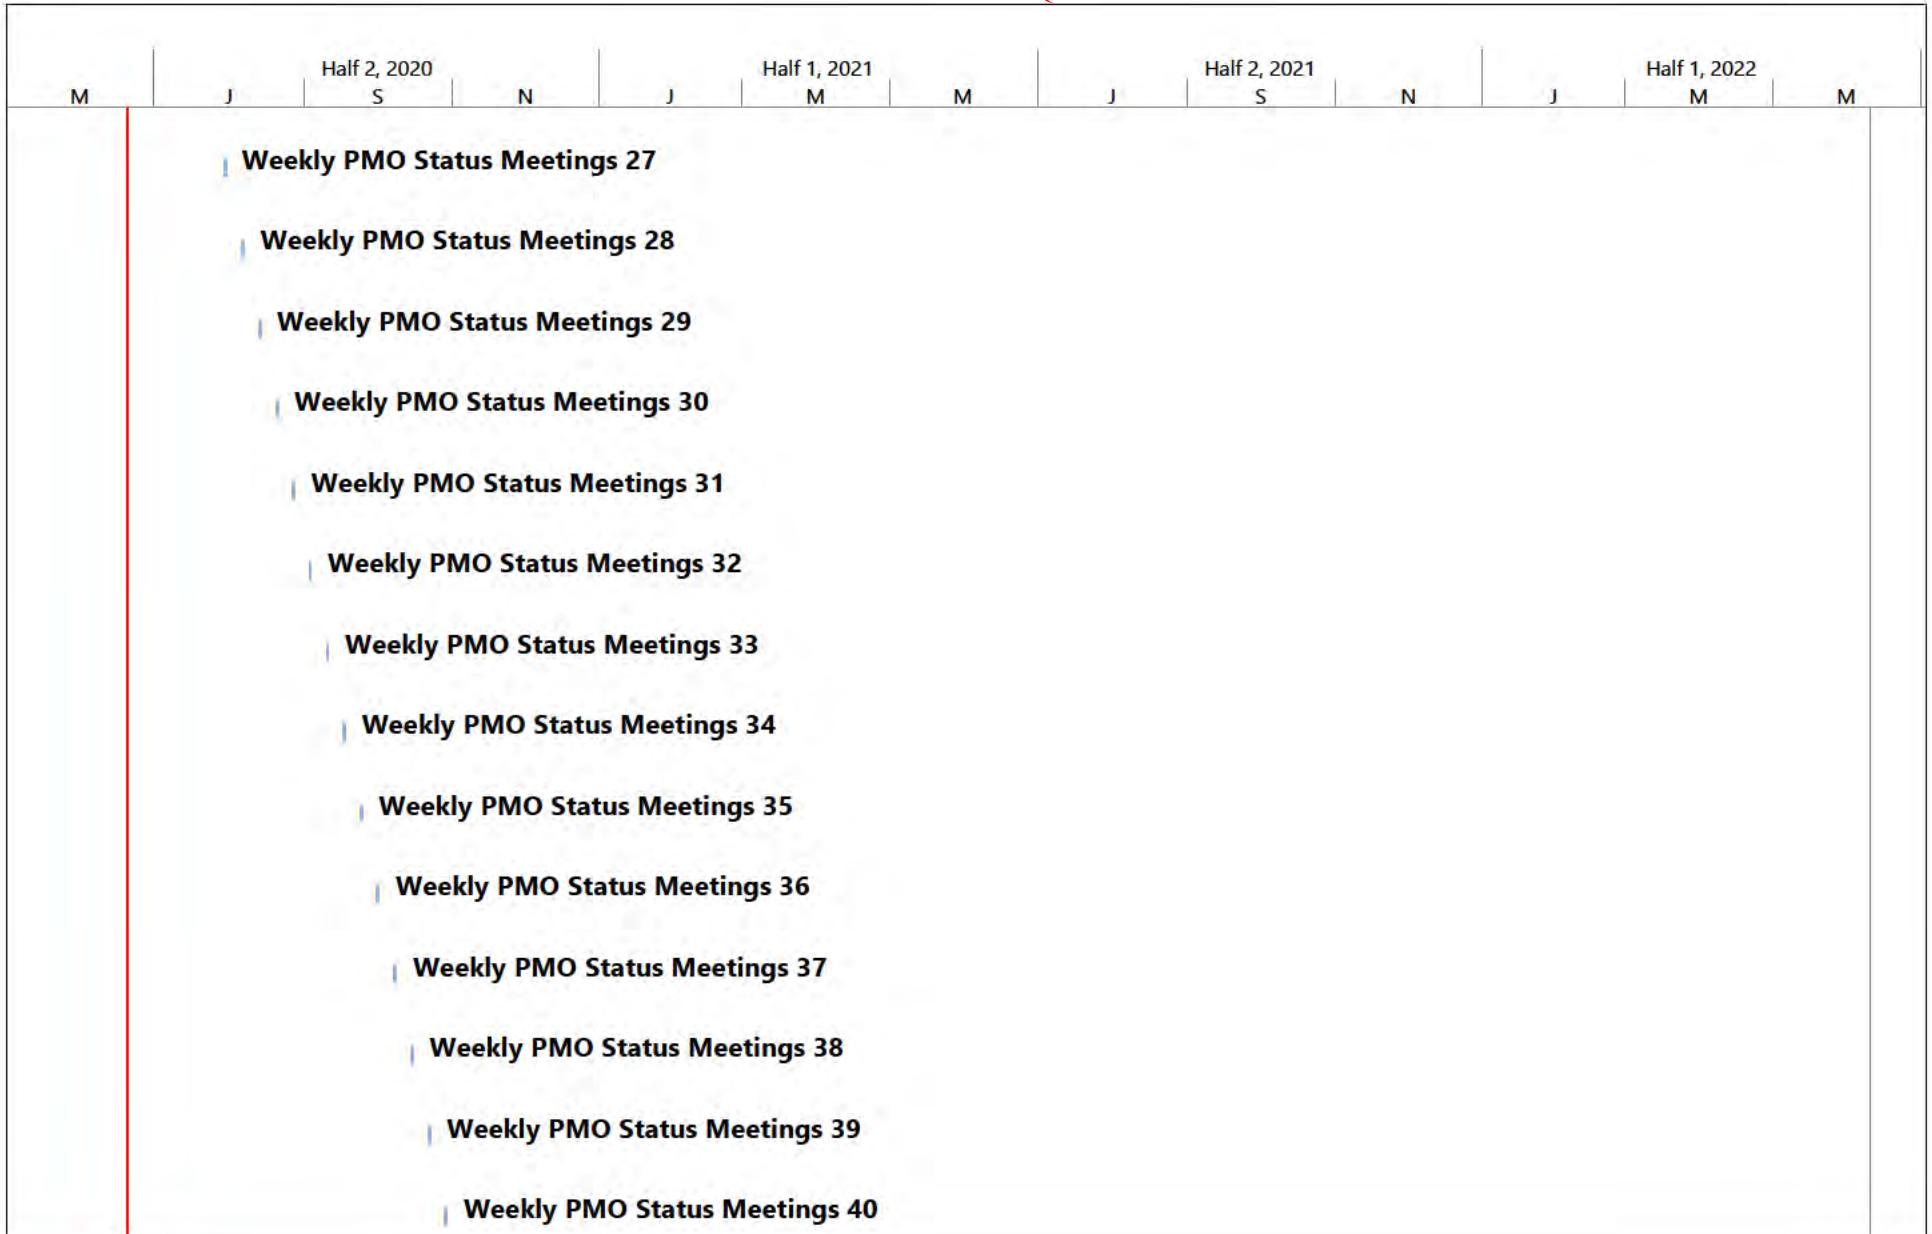 Half 2, 2020 Half 1, 2021 Half 2, 2021 Half 1, 2022
M J S N J M M J S N J M M
Weekly PMO Status Meetings 27
Weekly PMO Status Meetings 28
Weekly PMO Status Meetings 29
Weekly PMO Status Meetings 30
Weekly PMO Status Meetings 31
Weekly PMO Status Meetings 32
Weekly PMO Status Meetings 33
Weekly PMO Status Meetings 34
Weekly PMO Status Meetings 35
Weekly PMO Status Meetings 36
Weekly PMO Status Meetings 37
Weekly PMO Status Meetings 38
Weekly PMO Status Meetings 39
Weekly PMO Status Meetings 40